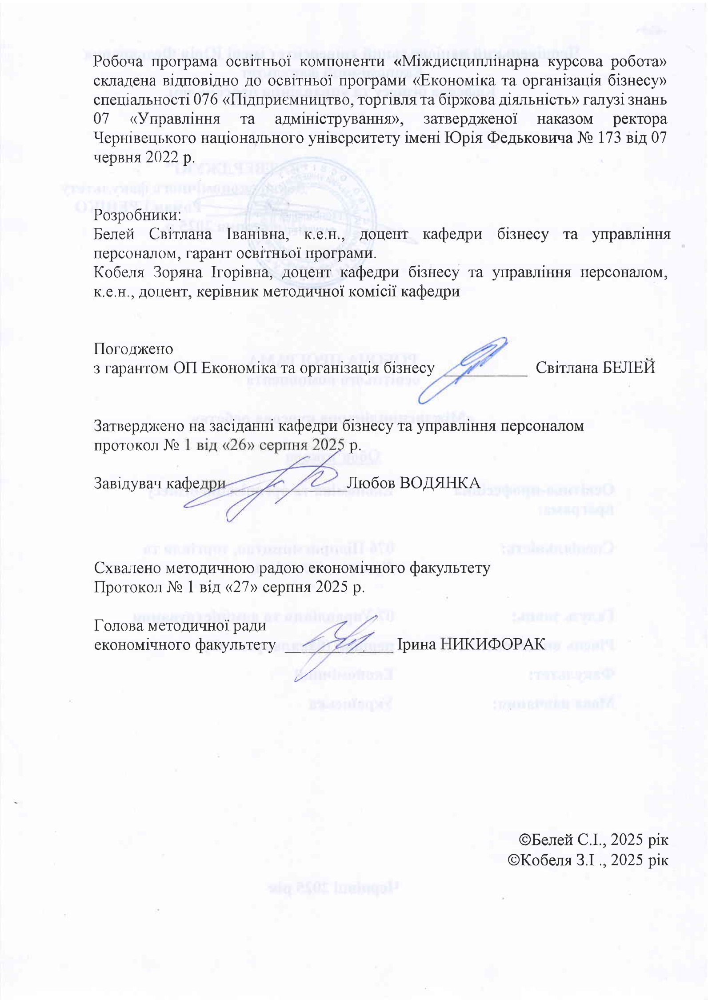 Робоча програма освітньої компоненти «Міждисциплінарна курсова робота»
складена відповідно до освітньої програми «Економіка та організація бізнесу»
спеціальності 076 «Підприємництво, торгівля та біржова діяльність» галузі знань
07 «Управління та адміністрування», затвердженої наказом ректора
Чернівецького національного університету імені Юрія Федьковича № 173 від 07
червня 2022 р.
Розробники:
Белей Світлана Іванівна, к.е.н., доцент кафедри бізнесу та управління
персоналом, гарант освітньої програми.
Кобеля Зоряна Ігорівна, доцент кафедри бізнесу та управління персоналом,
к.е.н., доцент, керівник методичної комісії кафедри
Погоджено
з гарантом ОП Економіка та організація бізнесу __________ Світлана БЕЛЕЙ
Затверджено на засіданні кафедри бізнесу та управління персоналом
протокол № 1 від «26» серпня 2025 р.
Завідувач кафедри ______________Любов ВОДЯНКА
Схвалено методичною радою економічного факультету
Протокол № 1 від «27» серпня 2025 р.
Голова методичної ради
економічного факультету _____________ Ірина НИКИФОРАК
©Белей С.І., 2025 рік
©Кобеля З.І ., 2025 рік